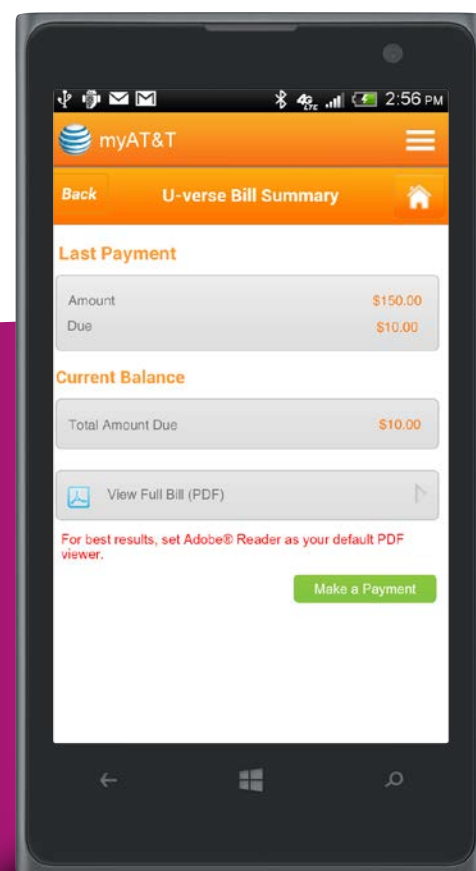 4G LTE 2:56 PM
myAT&T
Back U-verse Bill Summary
Last Payment
Amount $150.00
Due $10.00
Current Balance
Total Amount Due $10.00
View Full Bill (PDF)
For best results, set Adobe® Reader as your default PDF
viewer.
Make a Payment